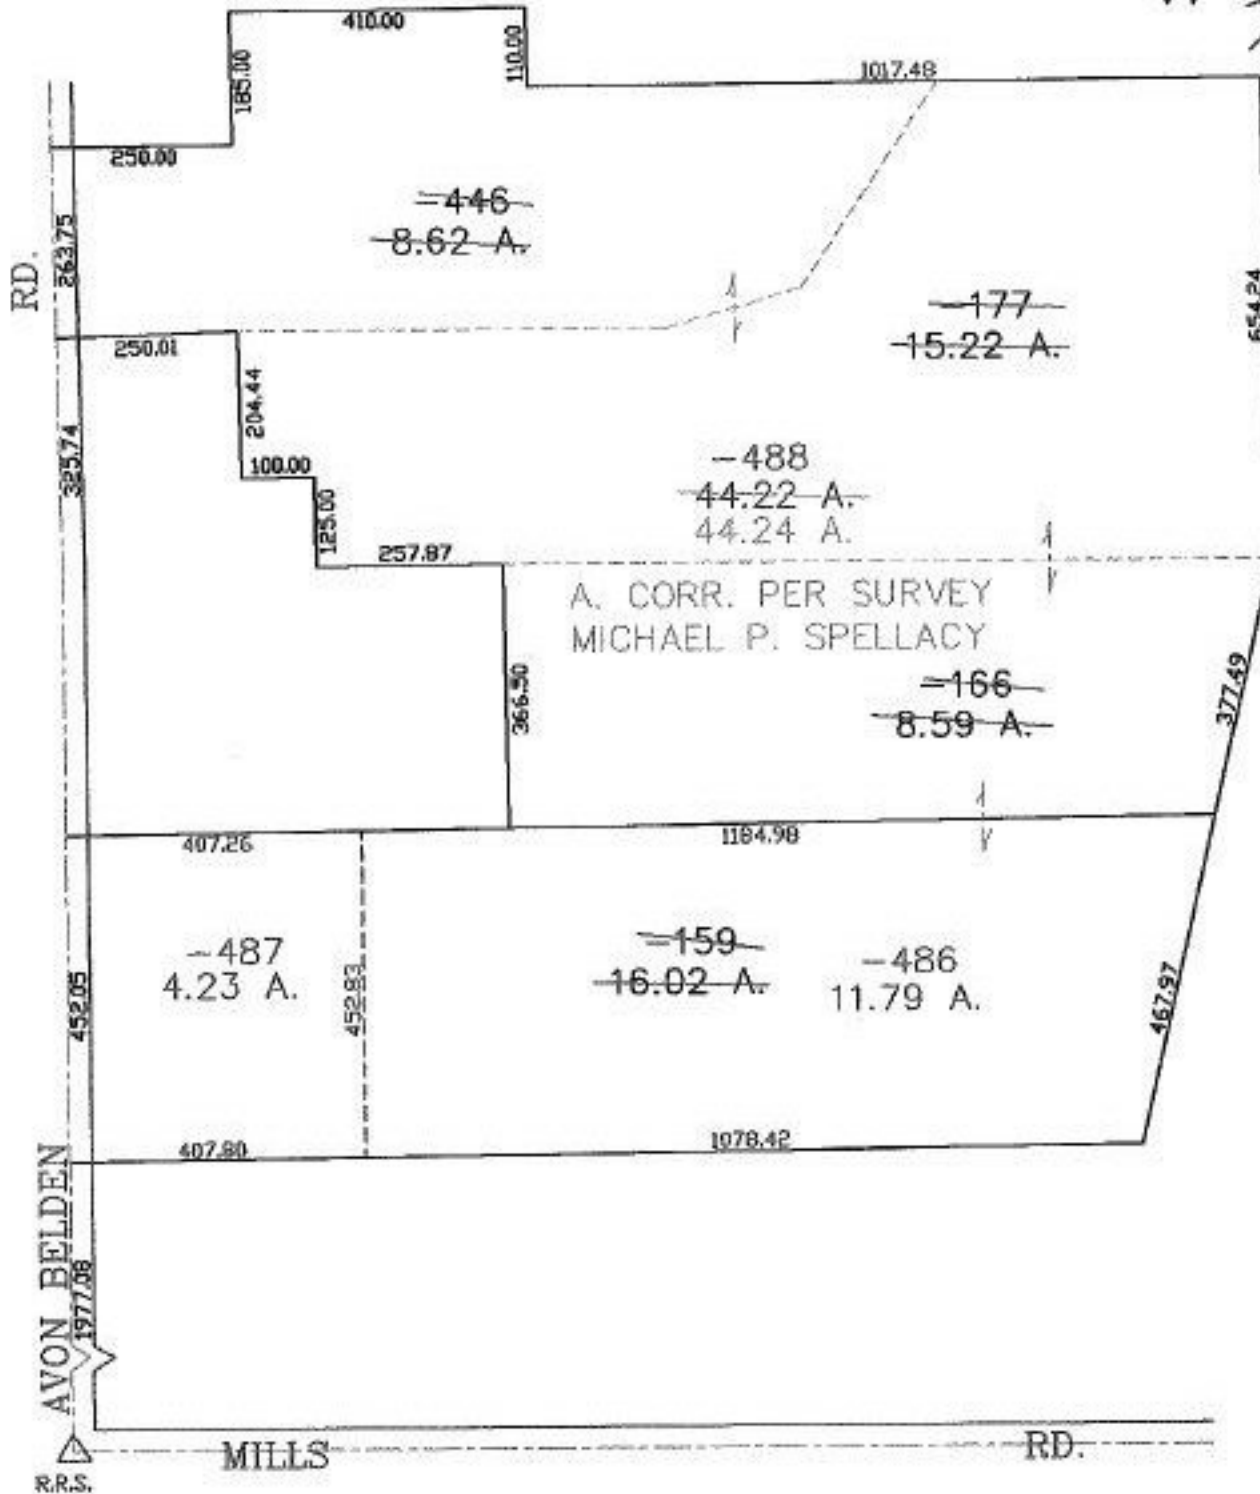 410.00
185.00
110.00
1017.48
250.00
-446
8.62 A.
RD.
263.75
-177
15.22 A.
654.24
250.01
204.44
325.74
100.00
-488
44.22 A.
44.24 A.
125.00
257.87
A. CORR. PER SURVEY
MICHAEL P. SPELLACY
366.50
-166
8.59 A.
377.49
407.26
1184.98
-487
4.23 A.
-159
16.02 A.
-486
11.79 A.
452.05
452.93
467.97
407.80
1078.42
AVON BELDEN
1977.08
MILLS
RD.
R.R.S.